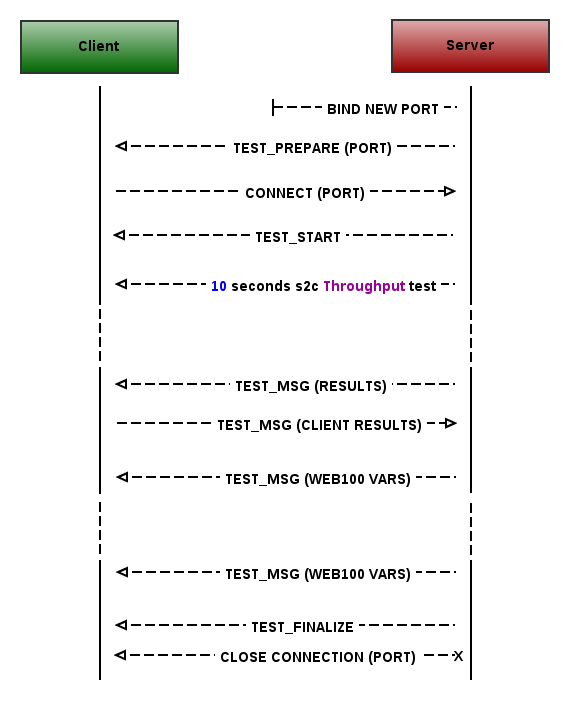 Client
Server
BIND NEW PORT
TEST_PREPARE (PORT)
CONNECT (PORT)
TEST_START
10 seconds s2c Throughput test
TEST_MSG (RESULTS)
TEST_MSG (CLIENT RESULTS)
TEST_MSG (WEB100 VARS)
TEST_MSG (WEB100 VARS)
TEST_FINALIZE
CLOSE CONNECTION (PORT)